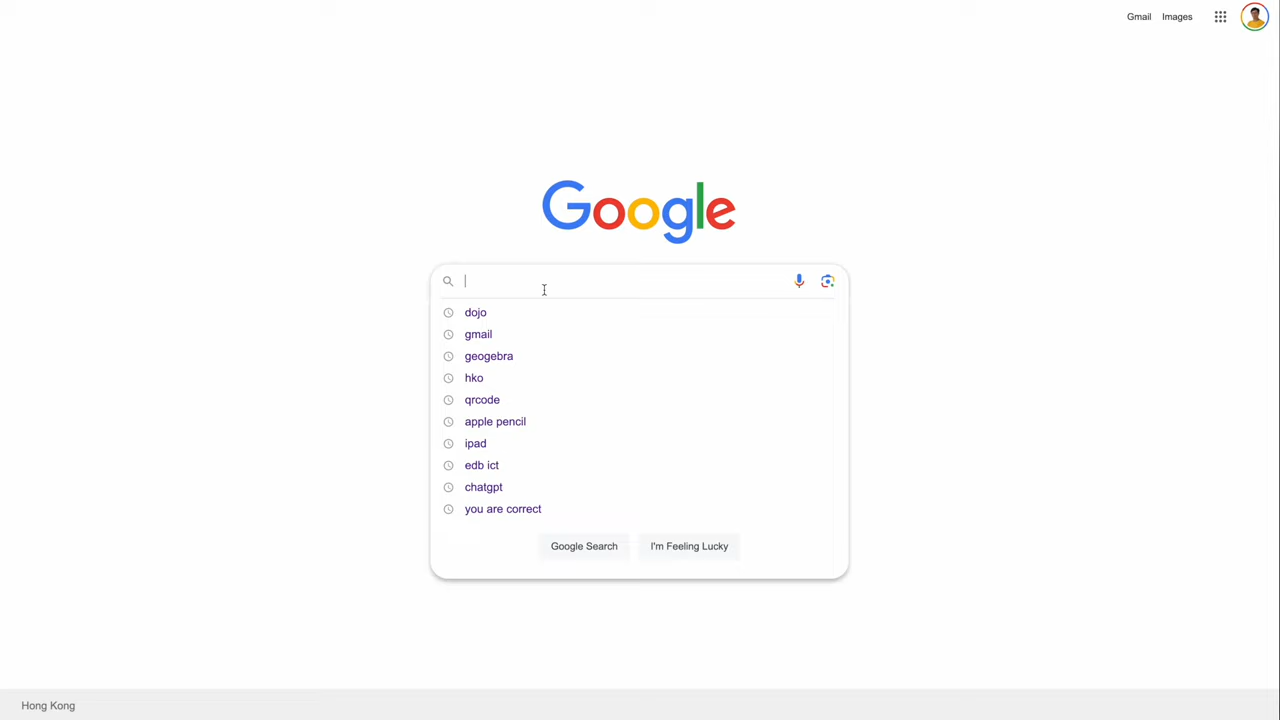 Gmail Images
Google
dojo
gmail
geogebra
hko
qrcode
apple pencil
ipad
edb ict
chatgpt
you are correct
Google Search I'm Feeling Lucky
Hong Kong